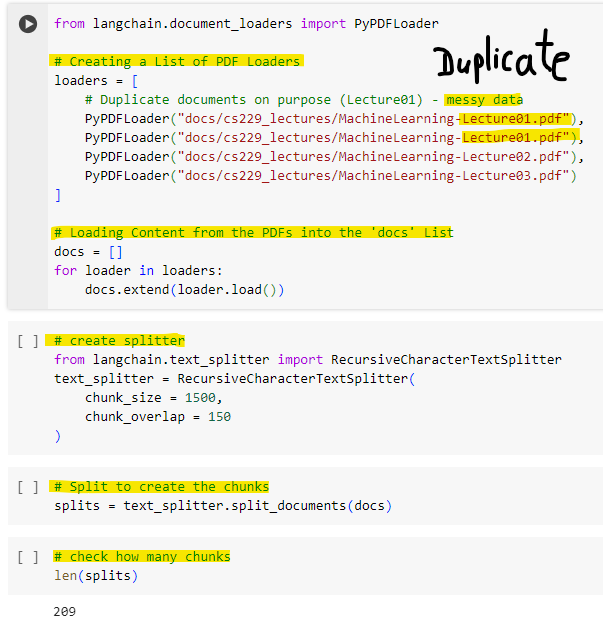 from langchain.document_loaders import PyPDFLoader
Duplicate
# Creating a List of PDF Loaders
loaders = [
    # Duplicate documents on purpose (Lecture01) - messy data
    PyPDFLoader("docs/cs229_lectures/MachineLearning-Lecture01.pdf"),
    PyPDFLoader("docs/cs229_lectures/MachineLearning-Lecture01.pdf"),
    PyPDFLoader("docs/cs229_lectures/MachineLearning-Lecture02.pdf"),
    PyPDFLoader("docs/cs229_lectures/MachineLearning-Lecture03.pdf")
]
# Loading Content from the PDFs into the 'docs' List
docs = []
for loader in loaders:
    docs.extend(loader.load())
[ ] # create splitter
from langchain.text_splitter import RecursiveCharacterTextSplitter
text_splitter = RecursiveCharacterTextSplitter(
    chunk_size = 1500,
    chunk_overlap = 150
)
[ ] # Split to create the chunks
splits = text_splitter.split_documents(docs)
[ ] # check how many chunks
len(splits)
209